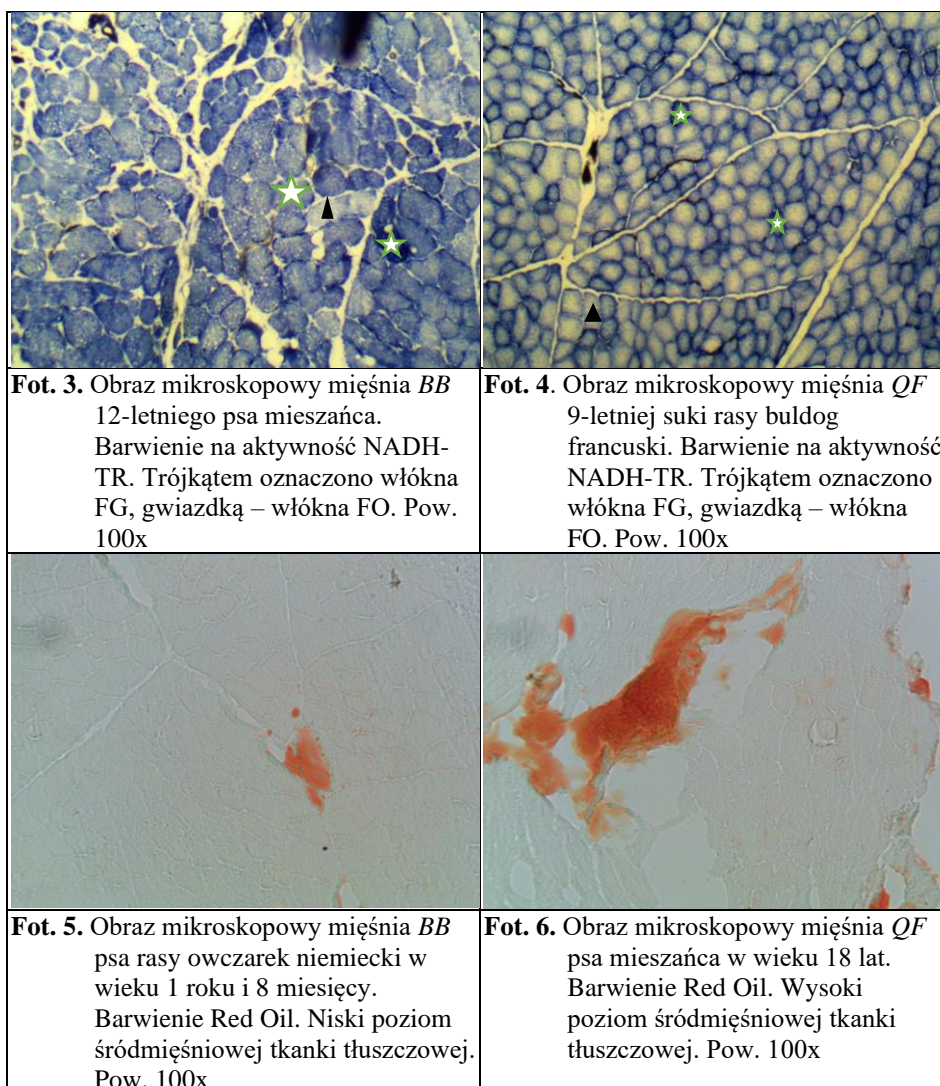 Fot. 3. Obraz mikroskopowy mięśnia BB
12-letniego psa mieszańca.
Barwienie na aktywność NADH-
TR. Trójkątem oznaczono włókna
FG, gwiazdką – włókna FO. Pow.
100x
Fot. 4. Obraz mikroskopowy mięśnia QF
9-letniej suki rasy buldog
francuski. Barwienie na aktywność
NADH-TR. Trójkątem oznaczono
włókna FG, gwiazdką – włókna
FO. Pow. 100x
Fot. 5. Obraz mikroskopowy mięśnia BB
psa rasy owczarek niemiecki w
wieku 1 roku i 8 miesięcy.
Barwienie Red Oil. Niski poziom
śródmięśniowej tkanki tłuszczowej.
Pow. 100x
Fot. 6. Obraz mikroskopowy mięśnia QF
psa mieszańca w wieku 18 lat.
Barwienie Red Oil. Wysoki
poziom śródmięśniowej tkanki
tłuszczowej. Pow. 100x